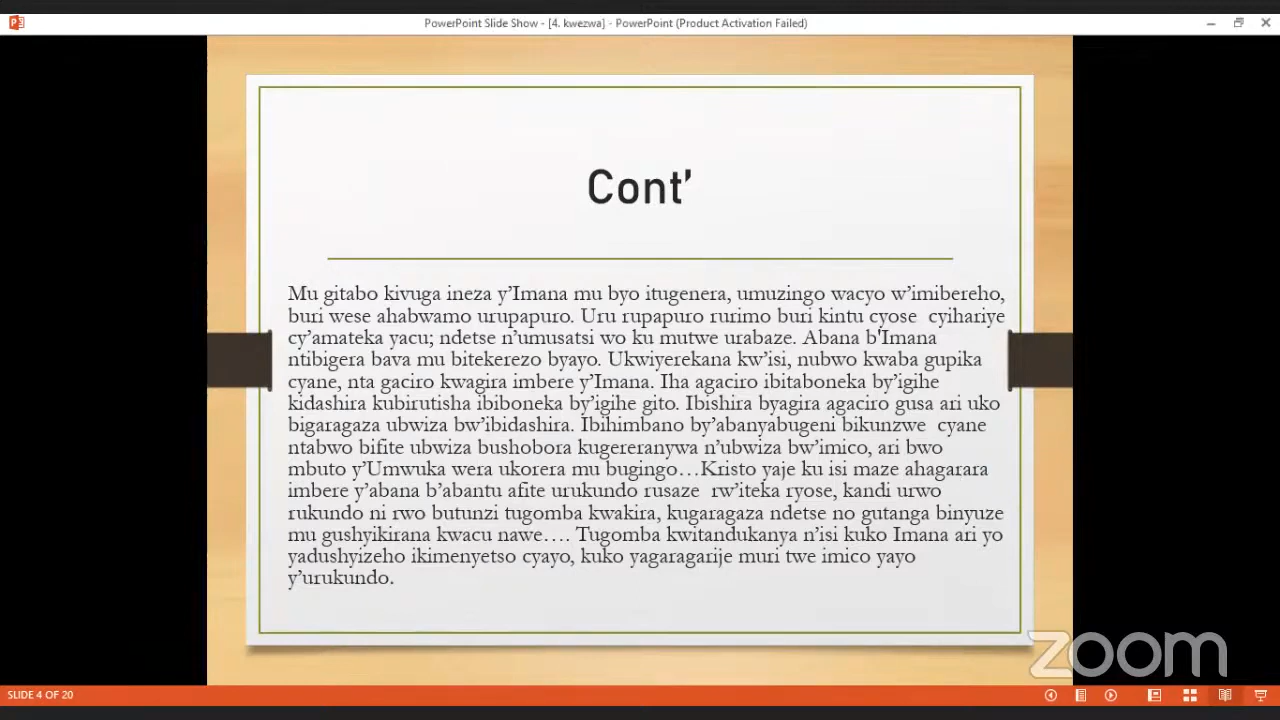 PowerPoint Slide Show - [4. kwezwa] - PowerPoint (Product Activation Failed)
Cont’
Mu gitabo kivuga ineza y’Imana mu byo itugenera, umuzingo wacyo w’imibereho,
buri wese ahabwamo urupapuro. Uru rupapuro rurimo buri kintu cyose cyihariye
cy’amateka yacu; ndetse n’umusatsi wo ku mutwe urabaze. Abana b'Imana
ntibigera bava mu bitekerezo byayo. Ukwiyerekana kw’isi, nubwo kwaba gupika
cyane, nta gaciro kwagira imbere y’Imana. Iha agaciro ibitaboneka by’igihe
kidashira kubirutisha ibiboneka by’igihe gito. Ibishira byagira agaciro gusa ari uko
bigaragaza ubwiza bw’ibidashira. Ibihimbano by’abanyabugeni bikunzwe cyane
ntabwo bifite ubwiza bushobora kugereranywa n’ubwiza bw’imico, ari bwo
mbuto y’Umwuka wera ukorera mu bugingo…Kristo yaje ku isi maze ahagarara
imbere y’abana b’abantu afite urukundo rusaze rw’iteka ryose, kandi urwo
rukundo ni rwo butunzi tugomba kwakira, kugaragaza ndetse no gutanga binyuze
mu gushyikirana kwacu nawe…. Tugomba kwitandukanya n’isi kuko Imana ari yo
yadushyizeho ikimenyetso cyayo, kuko yagaragarije muri twe imico yayo
y’urukundo.
zoom
SLIDE 4 OF 20